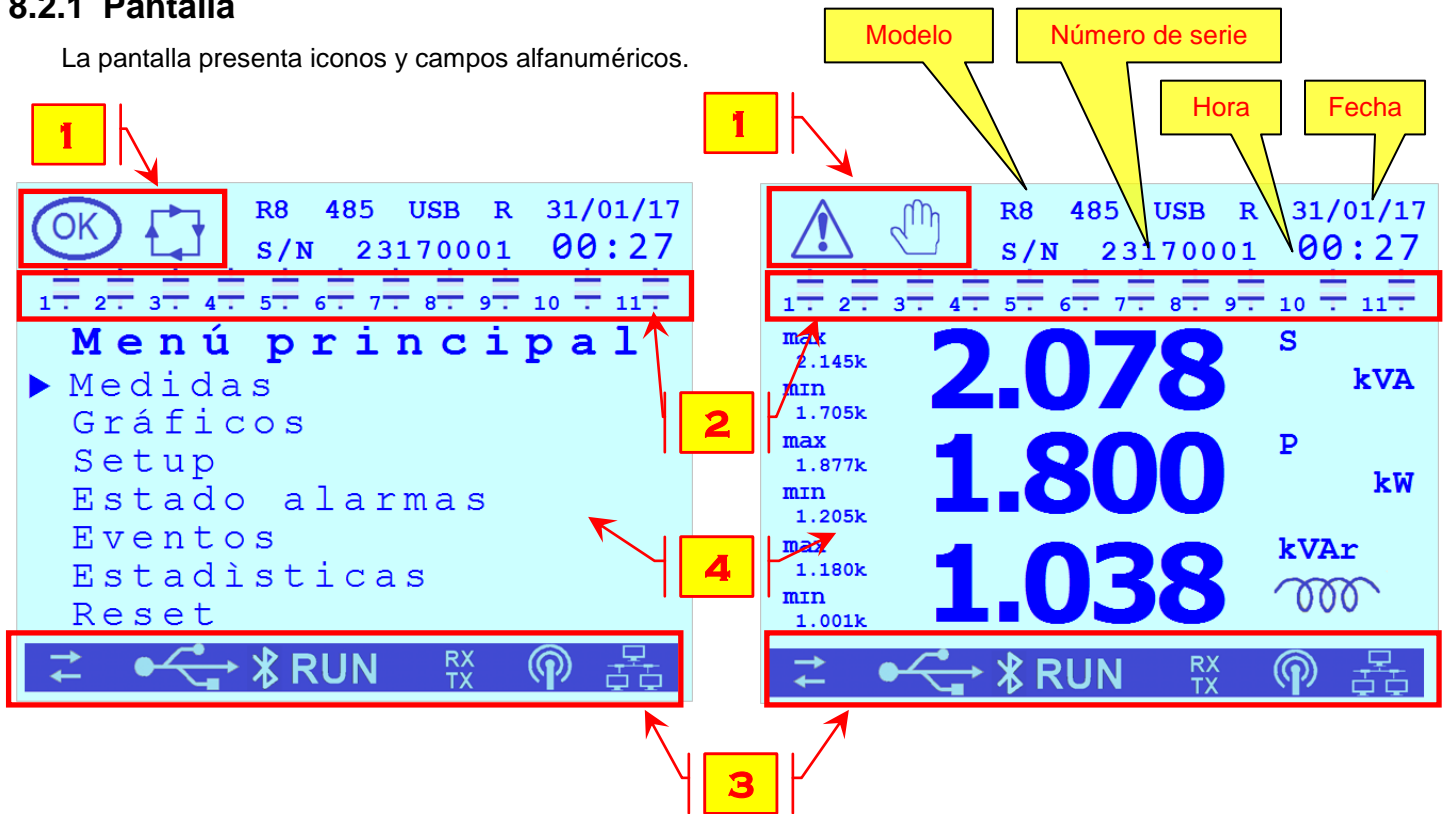 8.2.1 Pantalla
La pantalla presenta iconos y campos alfanuméricos.
Modelo
Número de serie
Hora
Fecha
1
OK
R8 485 USB R 31/01/17
S/N 23170001 00:27
1 2 3 4 5 6 7 8 9 10 11
Menú principal
Medidas
Gráficos
Setup
Estado alarmas
Eventos
Estadìsticas
Reset
RUN RX TX
1
R8 485 USB R 31/01/17
S/N 23170001 00:27
1 2 3 4 5 6 7 8 9 10 11
max
2.145k
mIn
1.705k
2.078
S
kVA
max
1.877k
mIn
1.205k
1.800
P
kW
max
1.180k
mIn
1.001k
1.038
kVAr
RUN RX TX
2
4
3